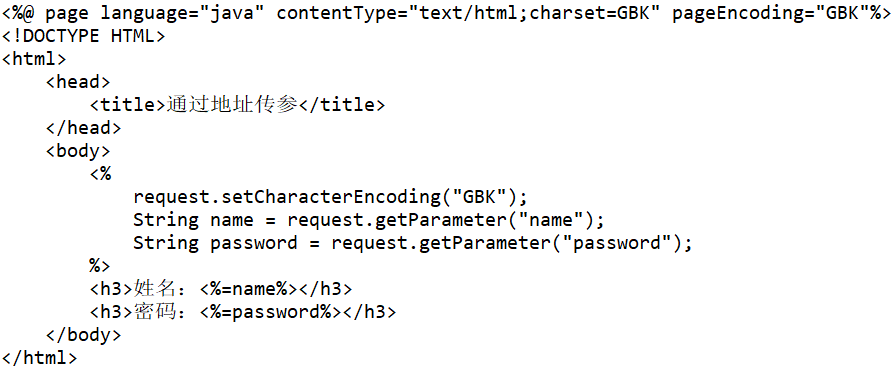 <%@ page language="java" contentType="text/html;charset=GBK" pageEncoding="GBK"%>
<!DOCTYPE HTML>
<html>
    <head>
        <title>通过地址传参</title>
    </head>
    <body>
        <%
            request.setCharacterEncoding("GBK");
            String name = request.getParameter("name");
            String password = request.getParameter("password");
        %>
        <h3>姓名：<%=name%></h3>
        <h3>密码：<%=password%></h3>
    </body>
</html>